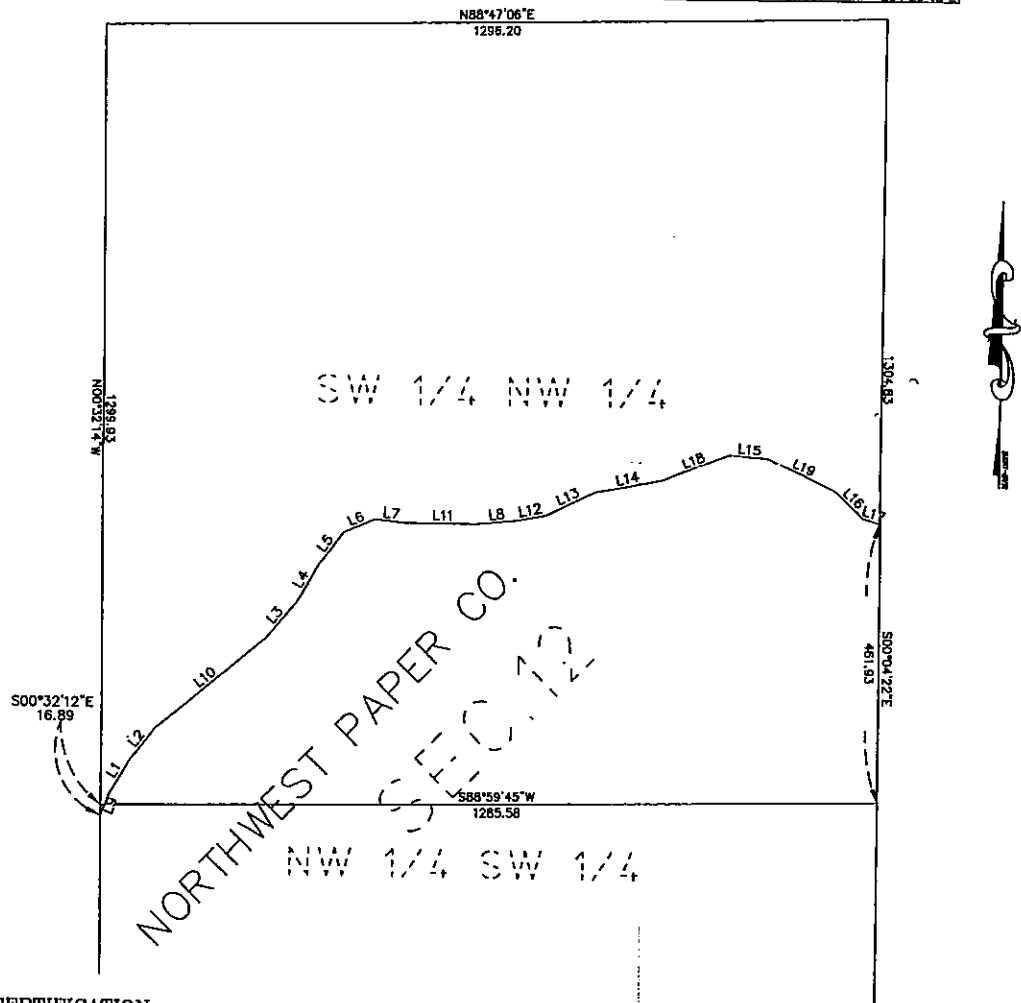 N88°47'06"E
1296.20
N00°32'14"W
1299.93
1304.63
SW 1/4 NW 1/4
L15
L18
L19
L14
L13
L16
L17
L6
L7
L11
L8
L12
L5
L4
L3
L10
NORTHWEST PAPER CO.
SEC. 12
S00°04'22"E
461.93
S00°32'12"E
16.89
L2
L1
L9
S88°59'45"W
1285.58
NW 1/4 SW 1/4